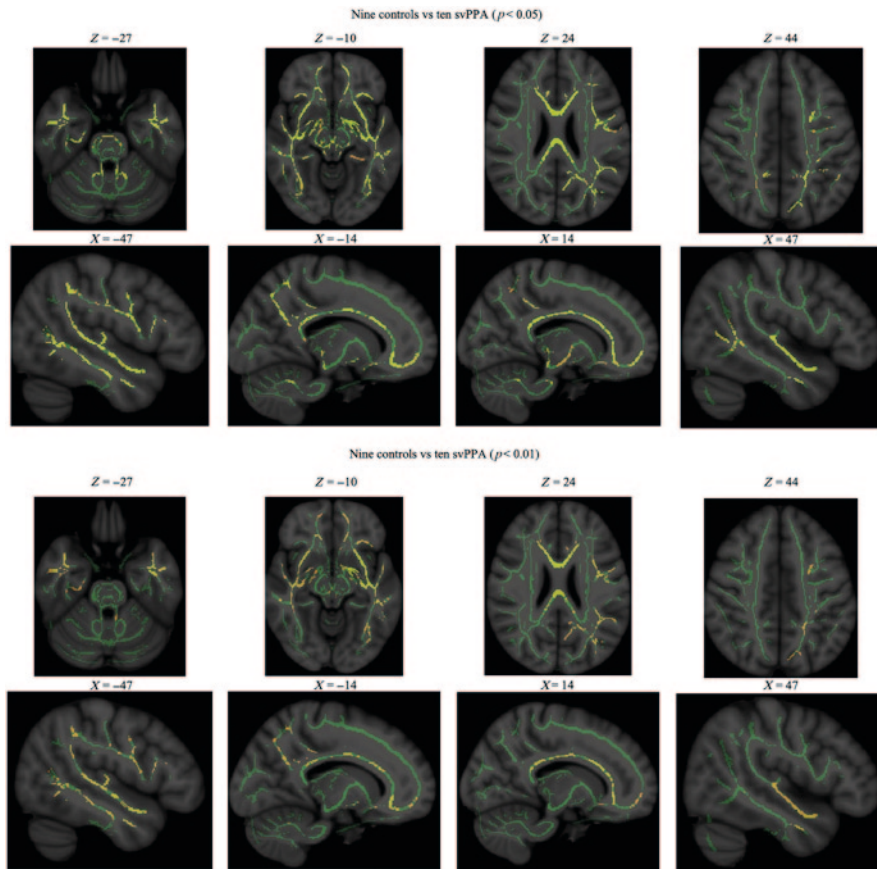 Nine controls vs ten svPPA (p< 0.05)
Z = −27 Z = −10 Z = 24 Z = 44
X = −47 X = −14 X = 14 X = 47
Nine controls vs ten svPPA (p< 0.01)
Z = −27 Z = −10 Z = 24 Z = 44
X = −47 X = −14 X = 14 X = 47